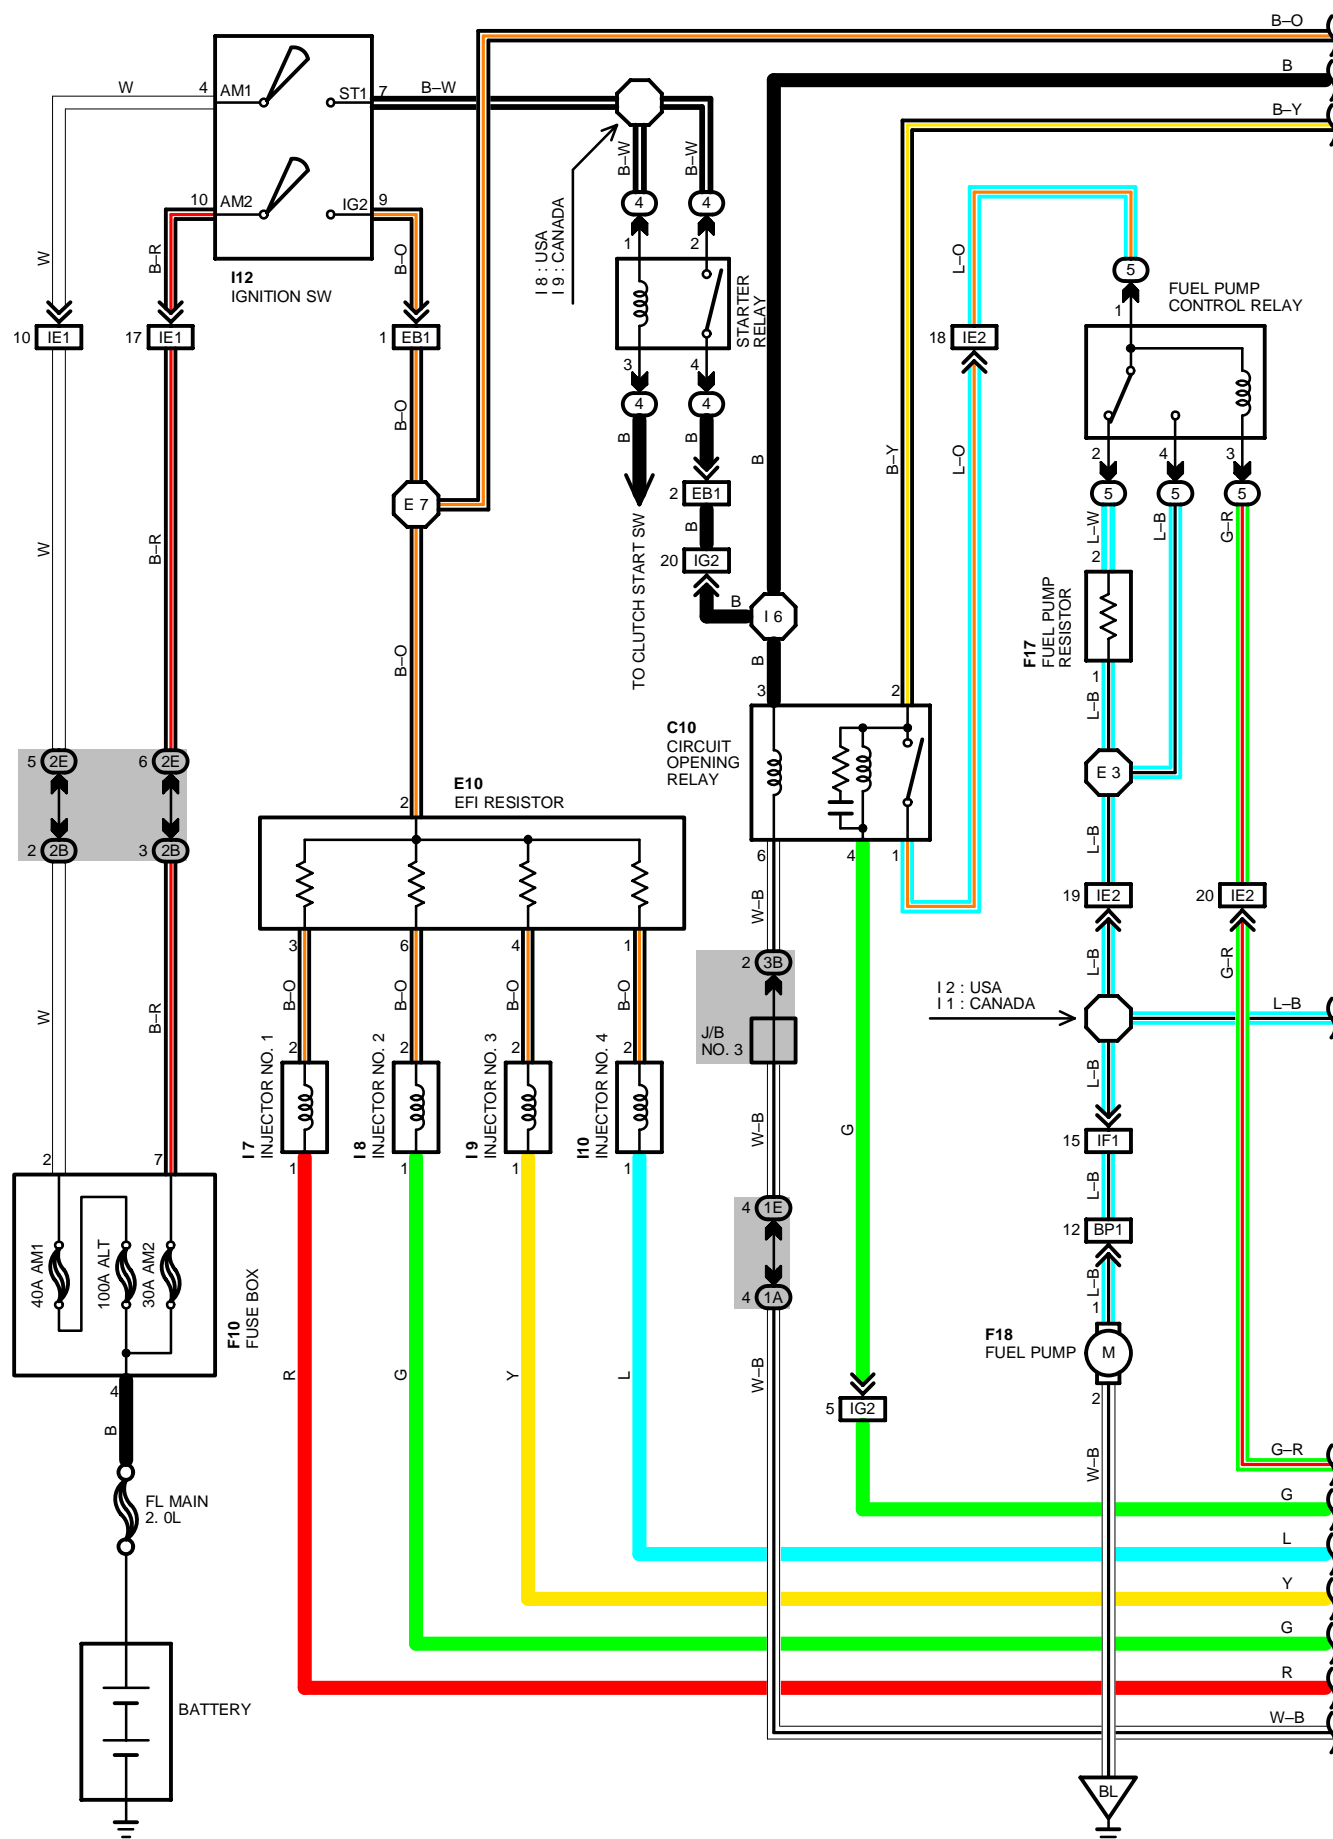 B–O
B
B–Y
W
4
AM1
ST1
7
B–W
B–W
B–W
10
AM2
IG2
9
I12
IGNITION SW
W
B–R
B–O
L–O
I 8 : USA
I 9 : CANADA
4
4
1
2
STARTER
RELAY
3
4
4
4
5
1
FUEL PUMP
CONTROL RELAY
10
IE1
17
IE1
1
EB1
18
IE2
B–O
B
B
B
B–Y
L–O
2
4
3
5
5
5
E 7
2
EB1
B
TO CLUTCH START SW
20
IG2
B
I 6
B
W
B–R
L–W
L–B
G–R
2
F17
FUEL PUMP
RESISTOR
1
L–B
B–O
3
2
C10
CIRCUIT
OPENING
RELAY
6
4
1
E 3
5
2E
6
2E
2
2B
3
2B
E10
EFI RESISTOR
2
3
6
4
1
L–B
19
IE2
20
IE2
W–B
2
3B
J/B
NO. 3
L–B
G–R
I 2 : USA
I 1 : CANADA
L–B
W
B–R
B–O
B–O
B–O
B–O
2
2
2
2
I 7
INJECTOR NO. 1
I 8
INJECTOR NO. 2
I 9
INJECTOR NO. 3
I10
INJECTOR NO. 4
1
1
1
1
W–B
G
L–B
15
IF1
L–B
12
BP1
L–B
1
2
7
40A AM1
100A ALT
30A AM2
F10
FUSE BOX
4
1E
4
1A
F18
FUEL PUMP
M
2
R
G
Y
L
W–B
4
B
5
IG2
W–B
G–R
G
FL MAIN
2. 0L
L
Y
G
R
BATTERY
W–B
BL